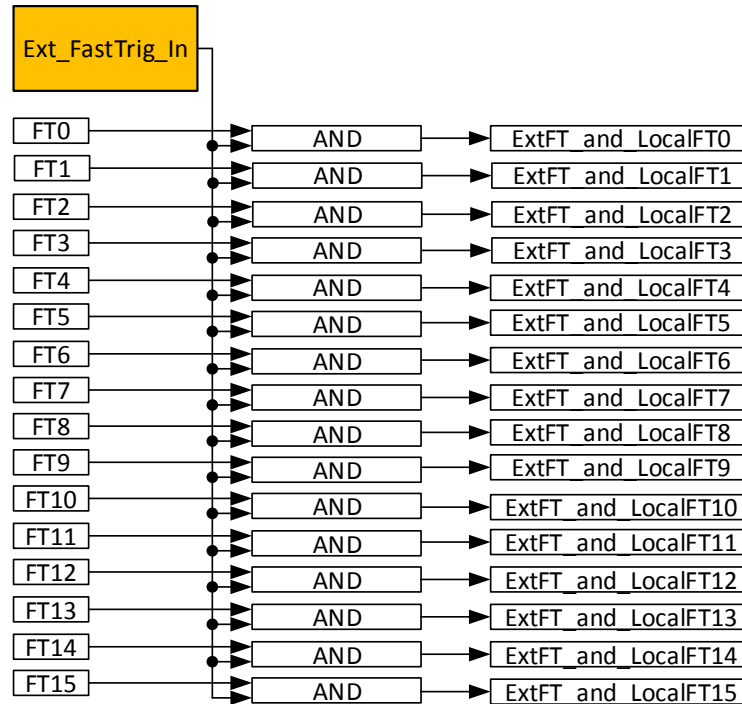 Ext_FastTrig_In
FT0 AND ExtFT_and_LocalFT0
FT1 AND ExtFT_and_LocalFT1
FT2 AND ExtFT_and_LocalFT2
FT3 AND ExtFT_and_LocalFT3
FT4 AND ExtFT_and_LocalFT4
FT5 AND ExtFT_and_LocalFT5
FT6 AND ExtFT_and_LocalFT6
FT7 AND ExtFT_and_LocalFT7
FT8 AND ExtFT_and_LocalFT8
FT9 AND ExtFT_and_LocalFT9
FT10 AND ExtFT_and_LocalFT10
FT11 AND ExtFT_and_LocalFT11
FT12 AND ExtFT_and_LocalFT12
FT13 AND ExtFT_and_LocalFT13
FT14 AND ExtFT_and_LocalFT14
FT15 AND ExtFT_and_LocalFT15